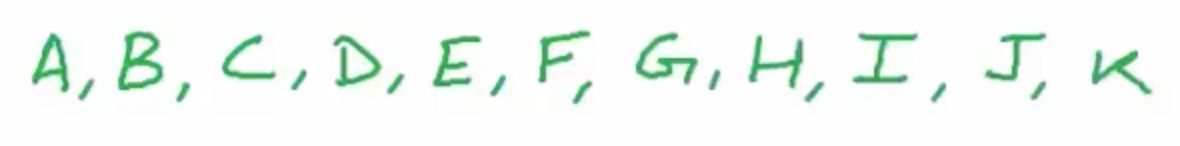 A, B, C, D, E, F, G, H, I, J, K